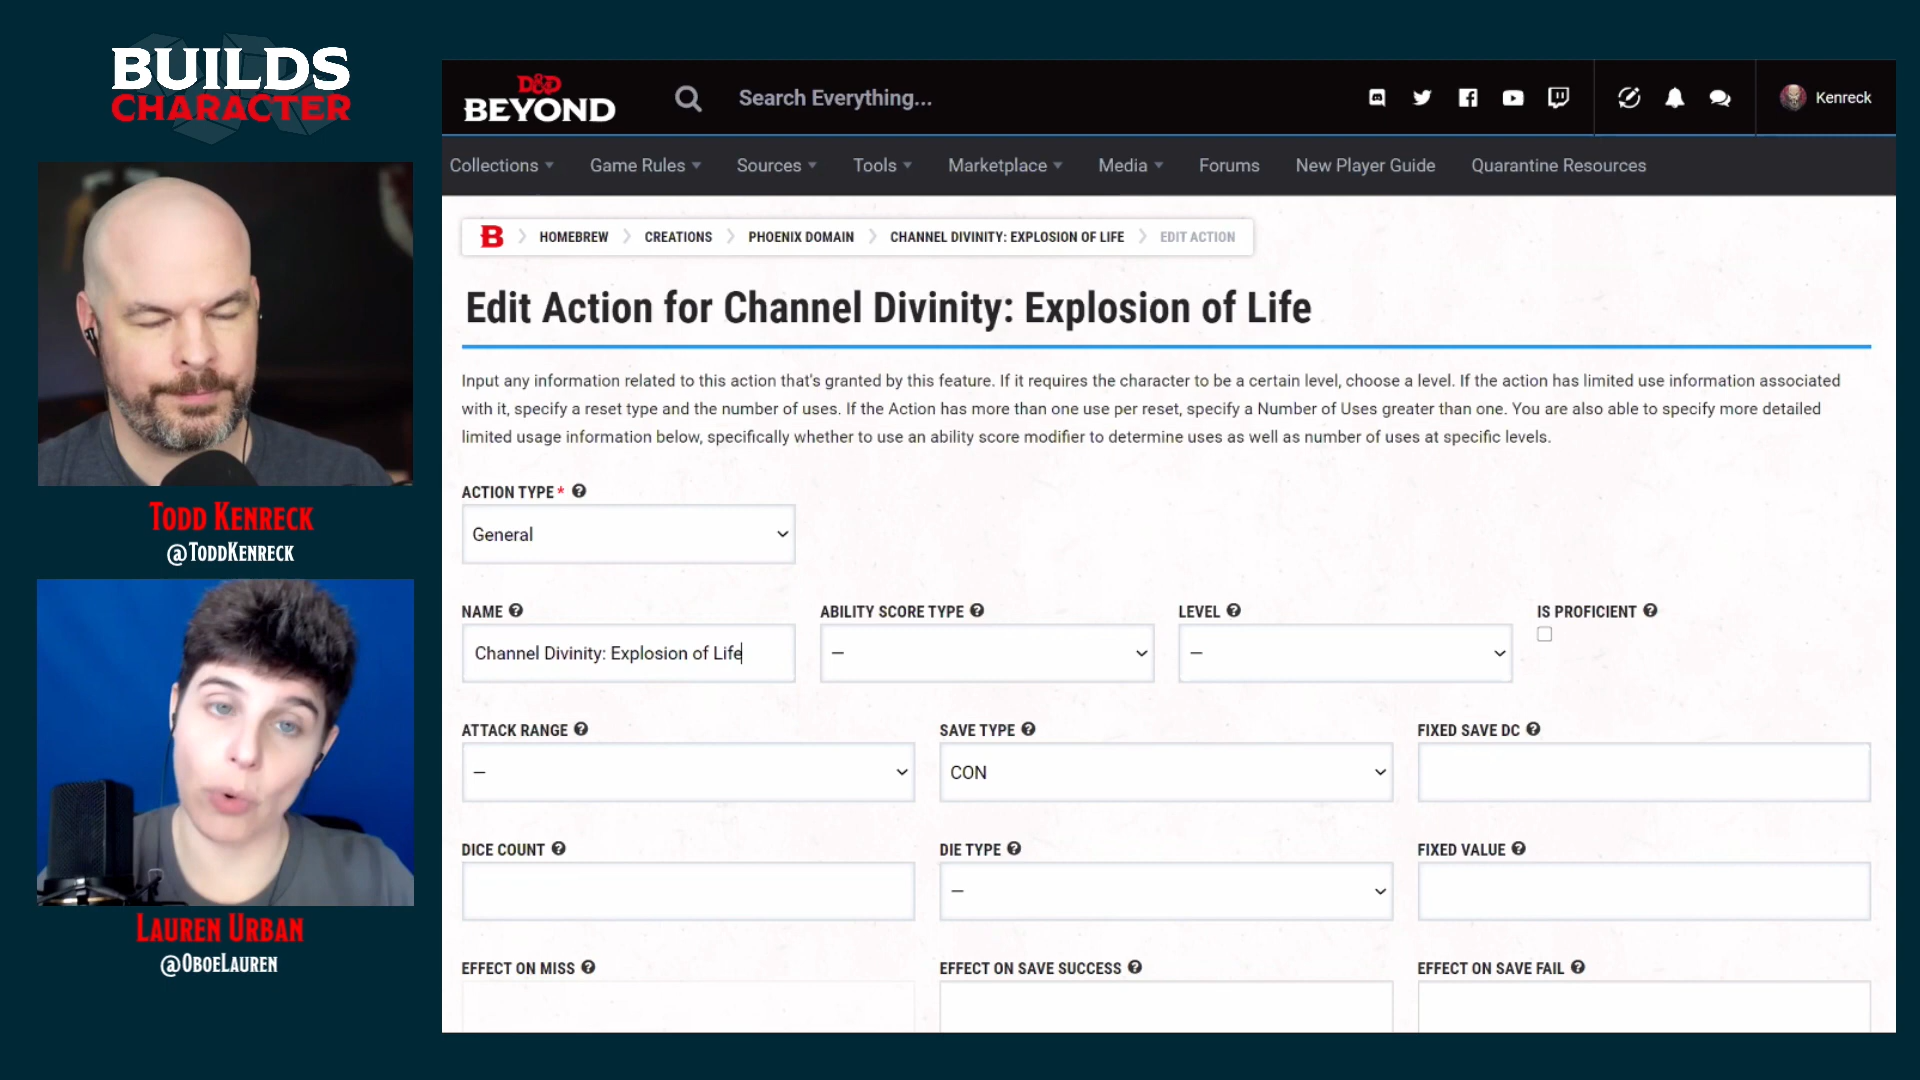 BUILDS
CHARACTER
TODD KENRECK
@TODDKENRECK
LAUREN URBAN
@OBOELAUREN
D&D
BEYOND
Search Everything...
Kenreck
Collections
Game Rules
Sources
Tools
Marketplace
Media
Forums
New Player Guide
Quarantine Resources
B
HOMEBREW
CREATIONS
PHOENIX DOMAIN
CHANNEL DIVINITY: EXPLOSION OF LIFE
EDIT ACTION
Edit Action for Channel Divinity: Explosion of Life
Input any information related to this action that's granted by this feature. If it requires the character to be a certain level, choose a level. If the action has limited use information associated
with it, specify a reset type and the number of uses. If the Action has more than one use per reset, specify a Number of Uses greater than one. You are also able to specify more detailed
limited usage information below, specifically whether to use an ability score modifier to determine uses as well as number of uses at specific levels.
ACTION TYPE *
General
NAME
ABILITY SCORE TYPE
LEVEL
IS PROFICIENT
Channel Divinity: Explosion of Life
–
–
ATTACK RANGE
SAVE TYPE
FIXED SAVE DC
–
CON
DICE COUNT
DIE TYPE
FIXED VALUE
–
EFFECT ON MISS
EFFECT ON SAVE SUCCESS
EFFECT ON SAVE FAIL